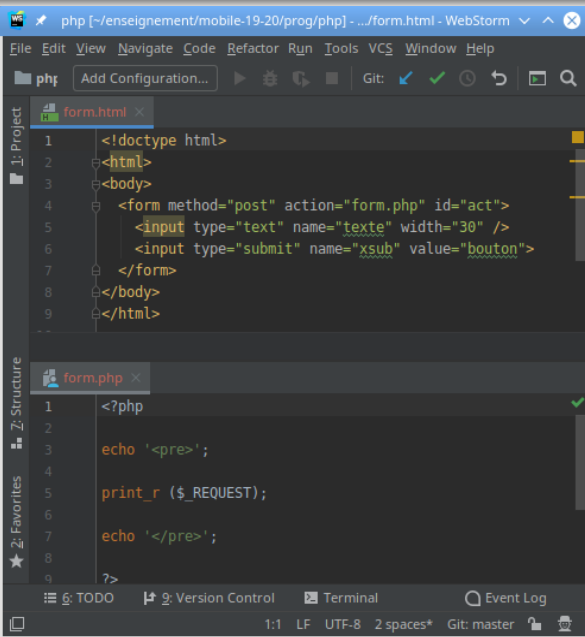 WS php [~/enseignement/mobile-19-20/prog/php] - .../form.html - WebStorm
File Edit View Navigate Code Refactor Run Tools VCS Window Help
php Add Configuration... Git:
1: Project
form.html
1 <!doctype html>
2 <html>
3 <body>
4 <form method="post" action="form.php" id="act">
5 <input type="text" name="texte" width="30" />
6 <input type="submit" name="xsub" value="bouton">
7 </form>
8 </body>
9 </html>
7: Structure
form.php
1 <?php
2
3 echo '<pre>';
4
5 print_r ($_REQUEST);
6
7 echo '</pre>';
8
9 ?>
2: Favorites
6: TODO 9: Version Control Terminal Event Log
1:1 LF UTF-8 2 spaces* Git: master